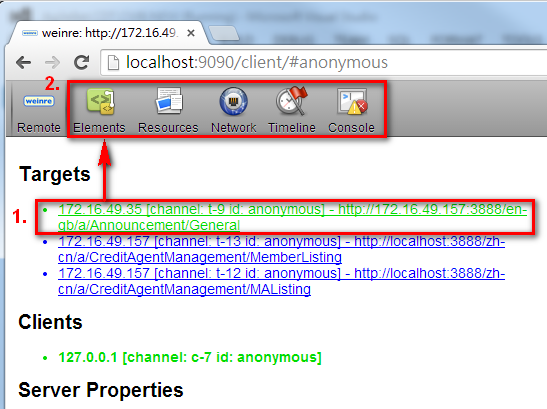 weinre: http://172.16.49.
localhost:9090/client/#anonymous
2.
weinre
Remote
Elements
Resources
Network
Timeline
Console
Targets
1.
172.16.49.35 [channel: t-9 id: anonymous] - http://172.16.49.157:3888/en-
gb/a/Announcement/General
172.16.49.157 [channel: t-13 id: anonymous] - http://localhost:3888/zh-
cn/a/CreditAgentManagement/MemberListing
172.16.49.157 [channel: t-12 id: anonymous] - http://localhost:3888/zh-
cn/a/CreditAgentManagement/MAListing
Clients
127.0.0.1 [channel: c-7 id: anonymous]
Server Properties